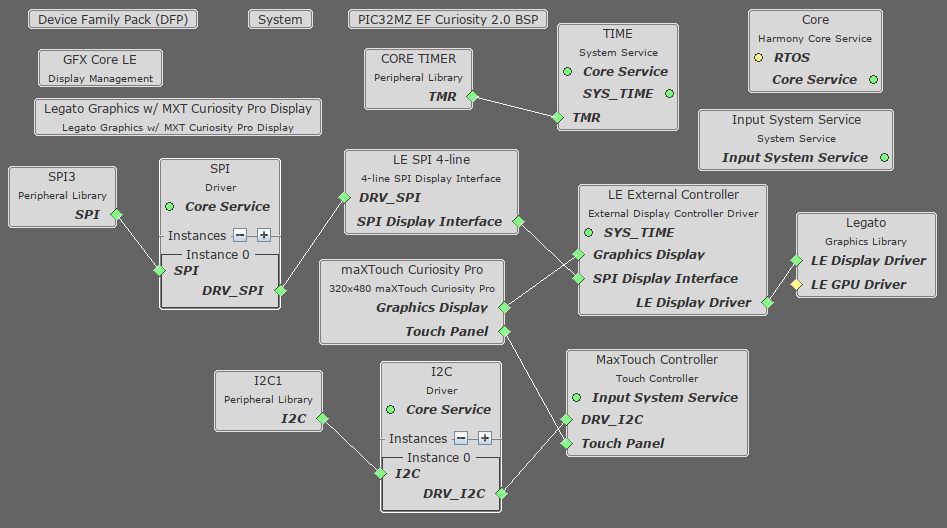 Device Family Pack (DFP)
System
PIC32MZ EF Curiosity 2.0 BSP
GFX Core LE
Display Management
Legato Graphics w/ MXT Curiosity Pro Display
Legato Graphics w/ MXT Curiosity Pro Display
CORE TIMER
Peripheral Library
TMR
TIME
System Service
Core Service
SYS_TIME
TMR
Core
Harmony Core Service
RTOS
Core Service
Input System Service
System Service
Input System Service
SPI3
Peripheral Library
SPI
SPI
Driver
Core Service
Instances
Instance 0
SPI
DRV_SPI
LE SPI 4-line
4-line SPI Display Interface
DRV_SPI
SPI Display Interface
maXTouch Curiosity Pro
320x480 maXTouch Curiosity Pro
Graphics Display
Touch Panel
LE External Controller
External Display Controller Driver
SYS_TIME
Graphics Display
SPI Display Interface
LE Display Driver
Legato
Graphics Library
LE Display Driver
LE GPU Driver
I2C1
Peripheral Library
I2C
I2C
Driver
Core Service
Instances
Instance 0
I2C
DRV_I2C
MaxTouch Controller
Touch Controller
Input System Service
DRV_I2C
Touch Panel